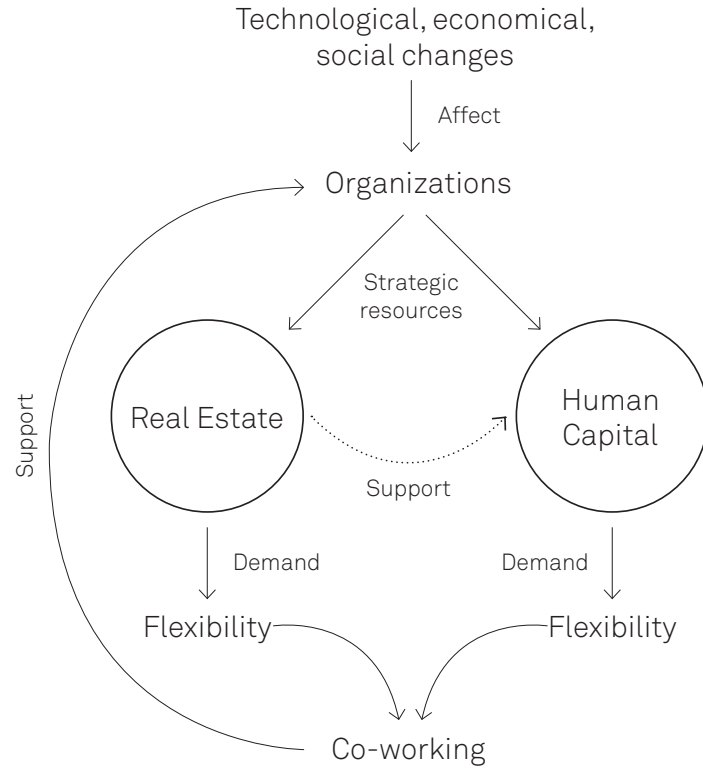 Technological, economical,
social changes
Affect
Organizations
Strategic
resources
Real Estate
Human
Capital
Support
Support
Demand
Demand
Flexibility
Flexibility
Co-working